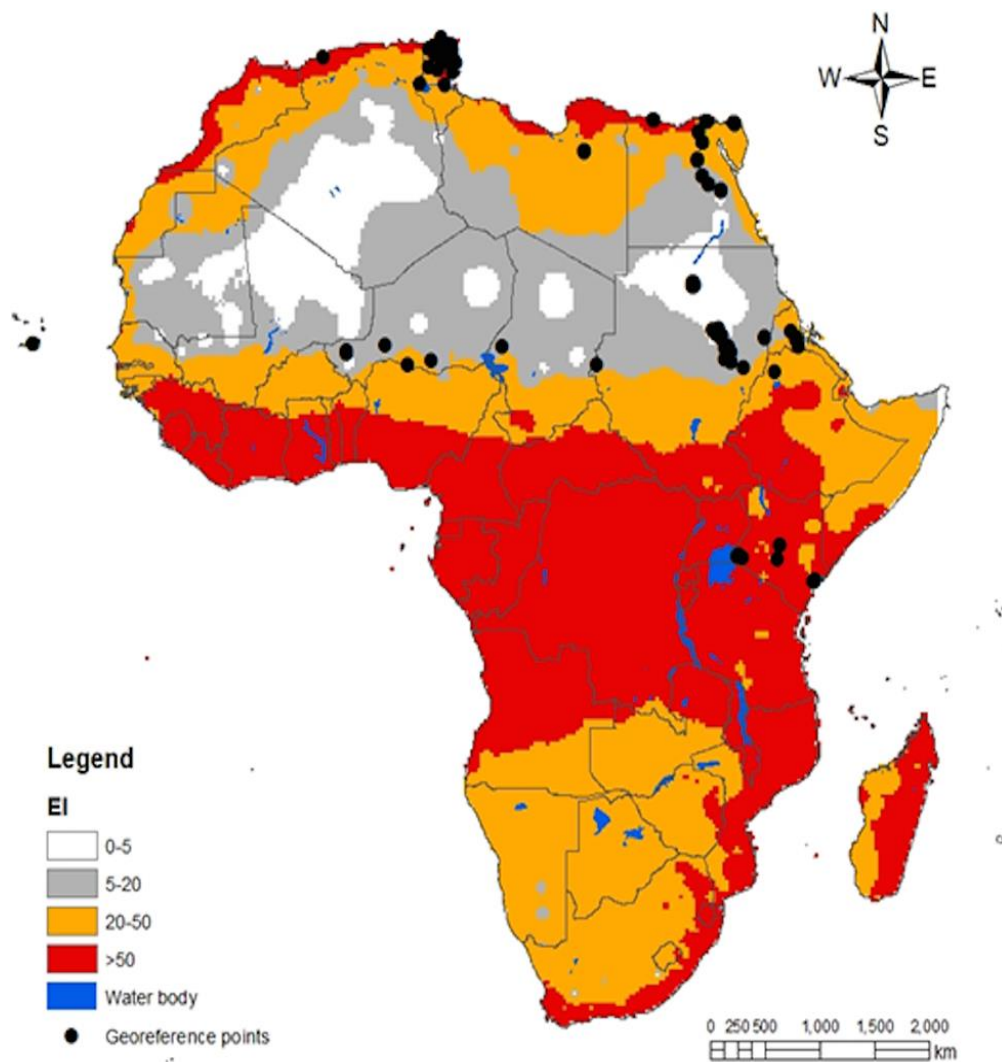 N
W E
S
Legend
EI
0-5
5-20
20-50
>50
Water body
Georeference points
0 250 500 1,000 1,500 2,000
km